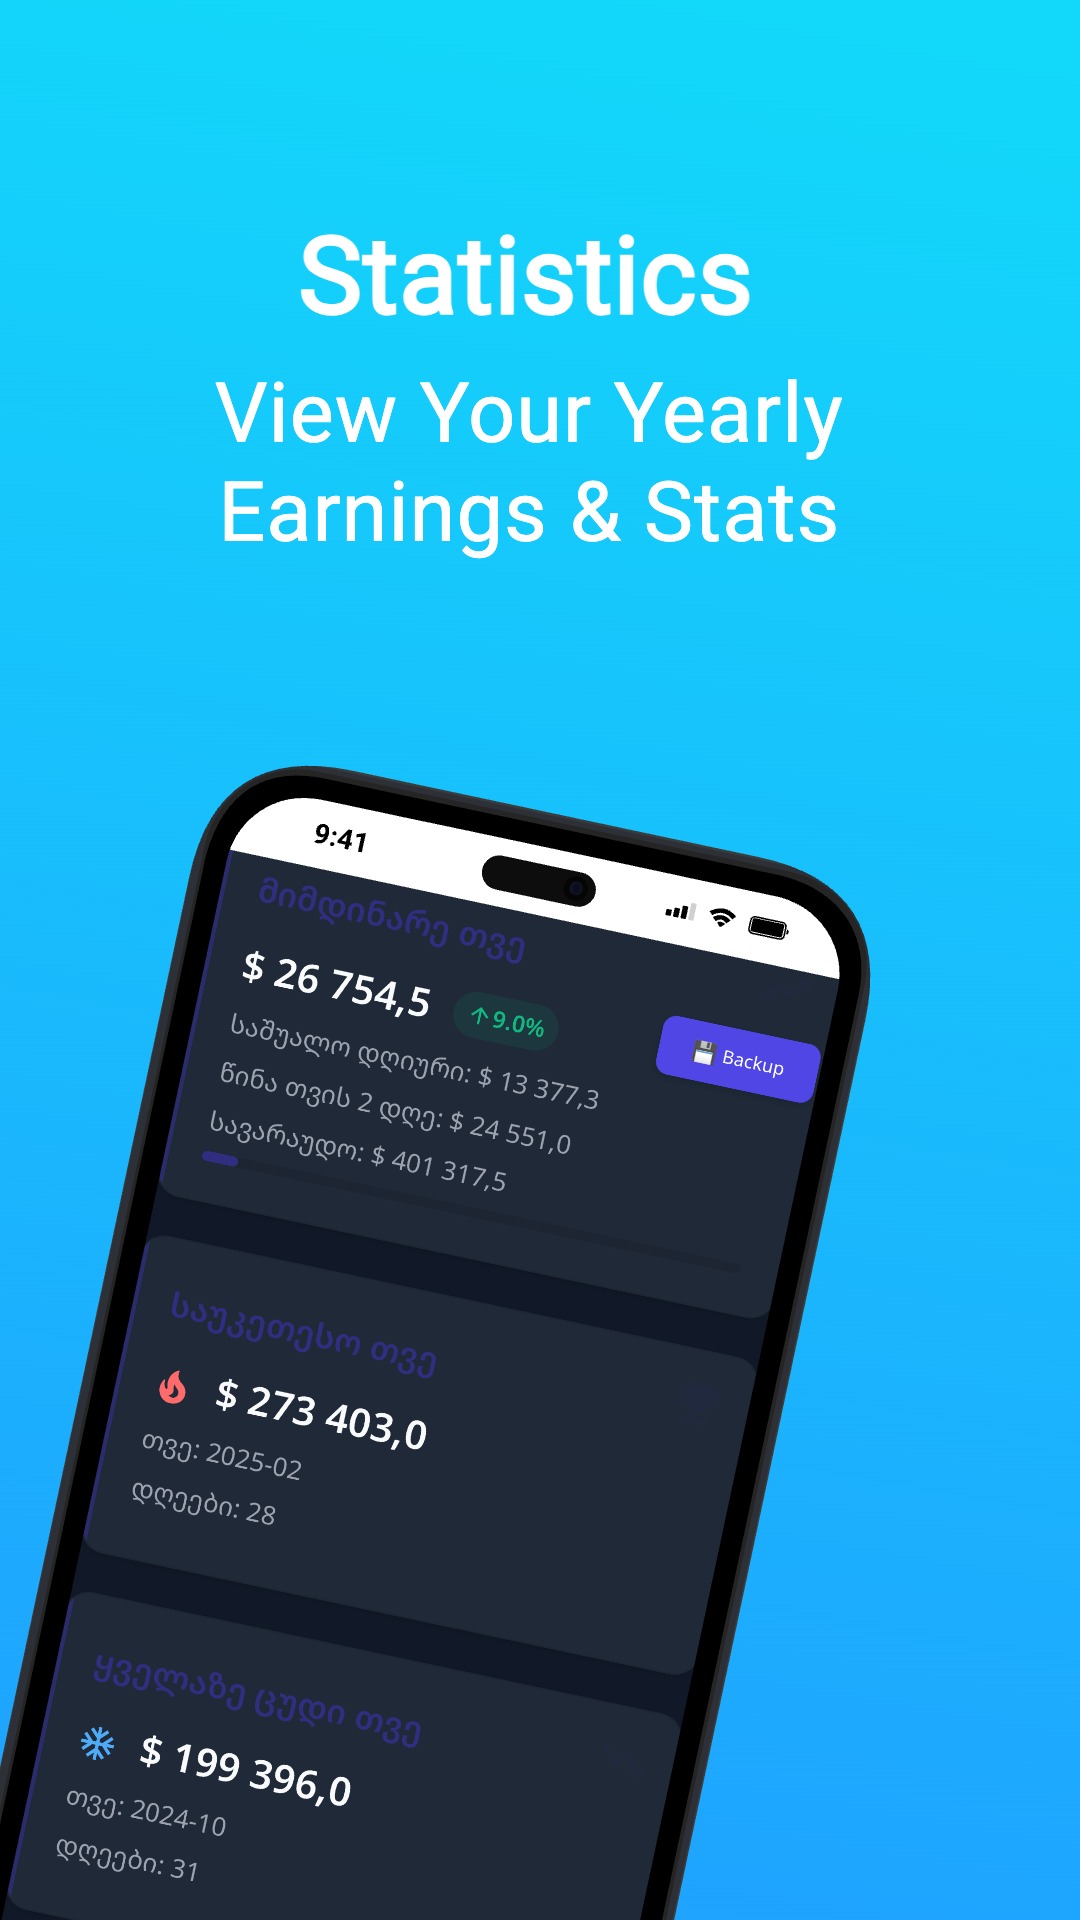 Statistics
View Your Yearly
Earnings & Stats
9:41
მიმდინარე თვე
$ 26 754,5
↑9.0%
💾 Backup
საშუალო დღიური: $ 13 377,3
წინა თვის 2 დღე: $ 24 551,0
სავარაუდო: $ 401 317,5
საუკეთესო თვე
$ 273 403,0
თვე: 2025-02
დღეები: 28
ყველაზე ცუდი თვე
$ 199 396,0
თვე: 2024-10
დღეები: 31